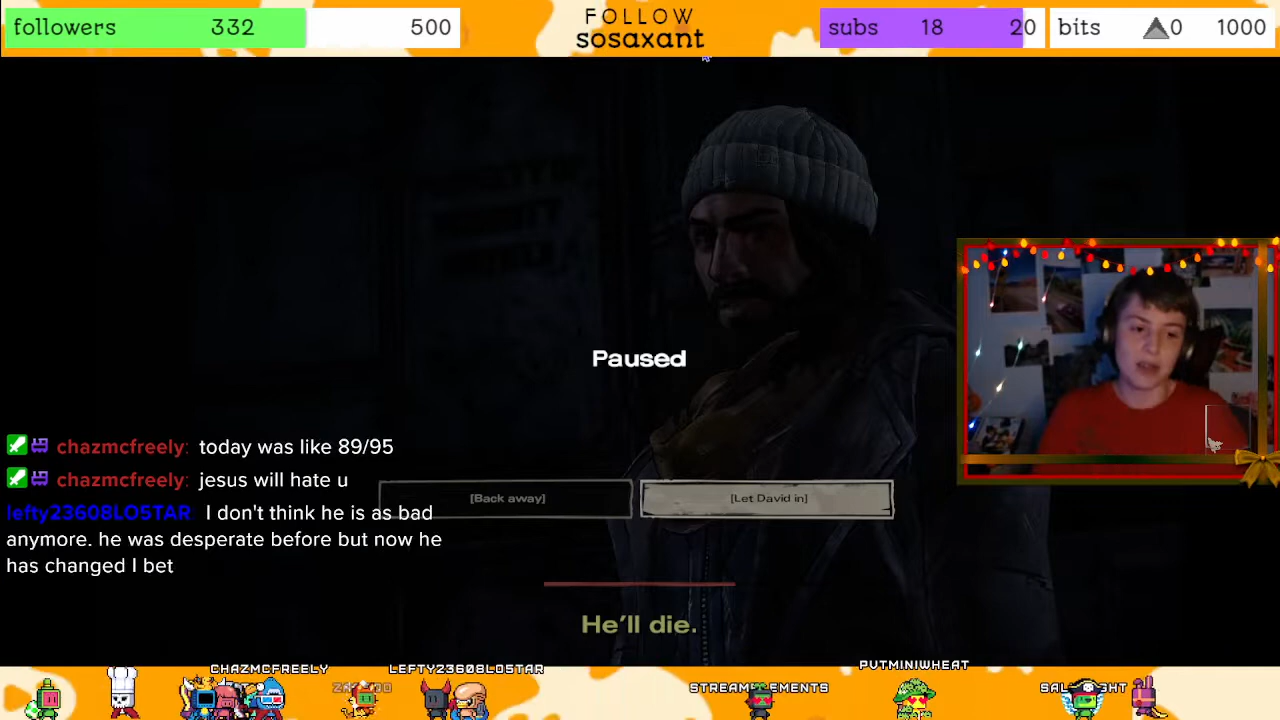 followers 332 500
FOLLOW
sosaxant
subs 18 20
bits 0 1000
Paused
chazmcfreely: today was like 89/95
chazmcfreely: jesus will hate u
[Back away] [Let David in]
lefty23608LO5TAR: I don't think he is as bad
anymore. he was desperate before but now he
has changed I bet
He'll die.
CHAZMCFREELY LEFTY23608LO5TAR PUTMINIWHEAT
STREAMELEMENTS